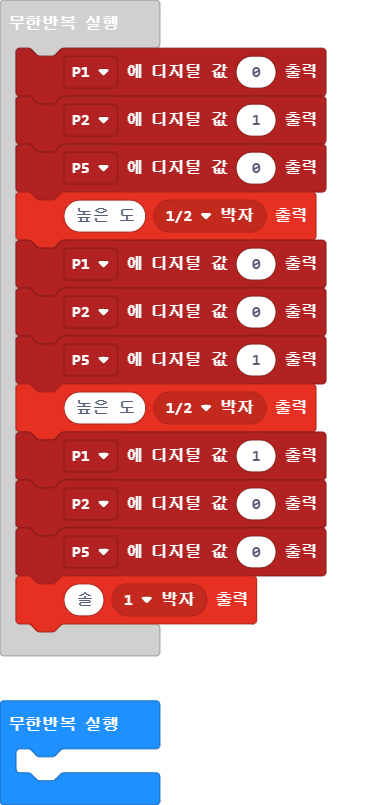 무한반복 실행
P1 에 디지털 값 0 출력
P2 에 디지털 값 1 출력
P5 에 디지털 값 0 출력
높은 도 1/2 박자 출력
P1 에 디지털 값 0 출력
P2 에 디지털 값 0 출력
P5 에 디지털 값 1 출력
높은 도 1/2 박자 출력
P1 에 디지털 값 1 출력
P2 에 디지털 값 0 출력
P5 에 디지털 값 0 출력
솔 1 박자 출력
무한반복 실행